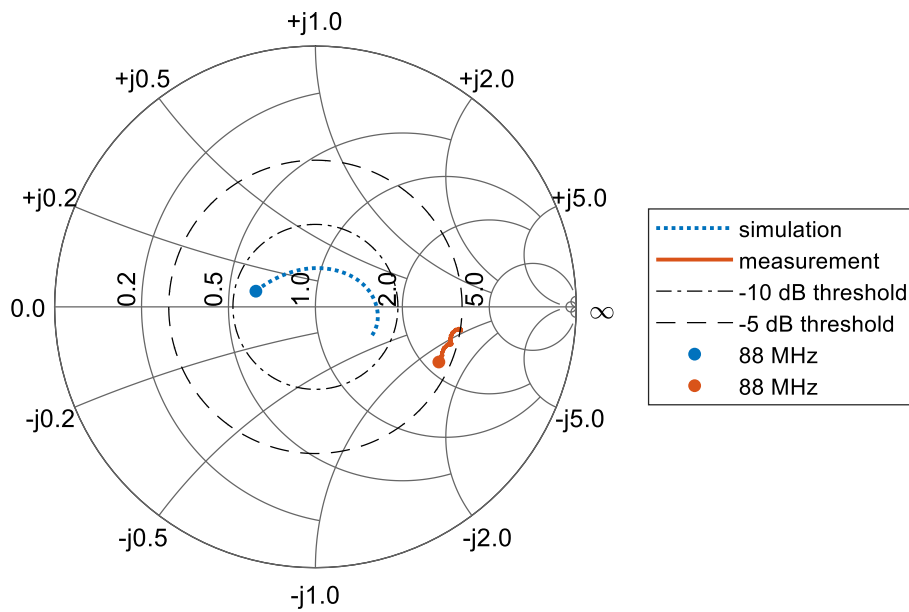 +j1.0
+j0.5
+j2.0
+j0.2
+j5.0
0.0
0.2
0.5
1.0
2.0
5.0
∞
-j0.2
-j5.0
-j0.5
-j2.0
-j1.0
simulation
measurement
-10 dB threshold
-5 dB threshold
88 MHz
88 MHz